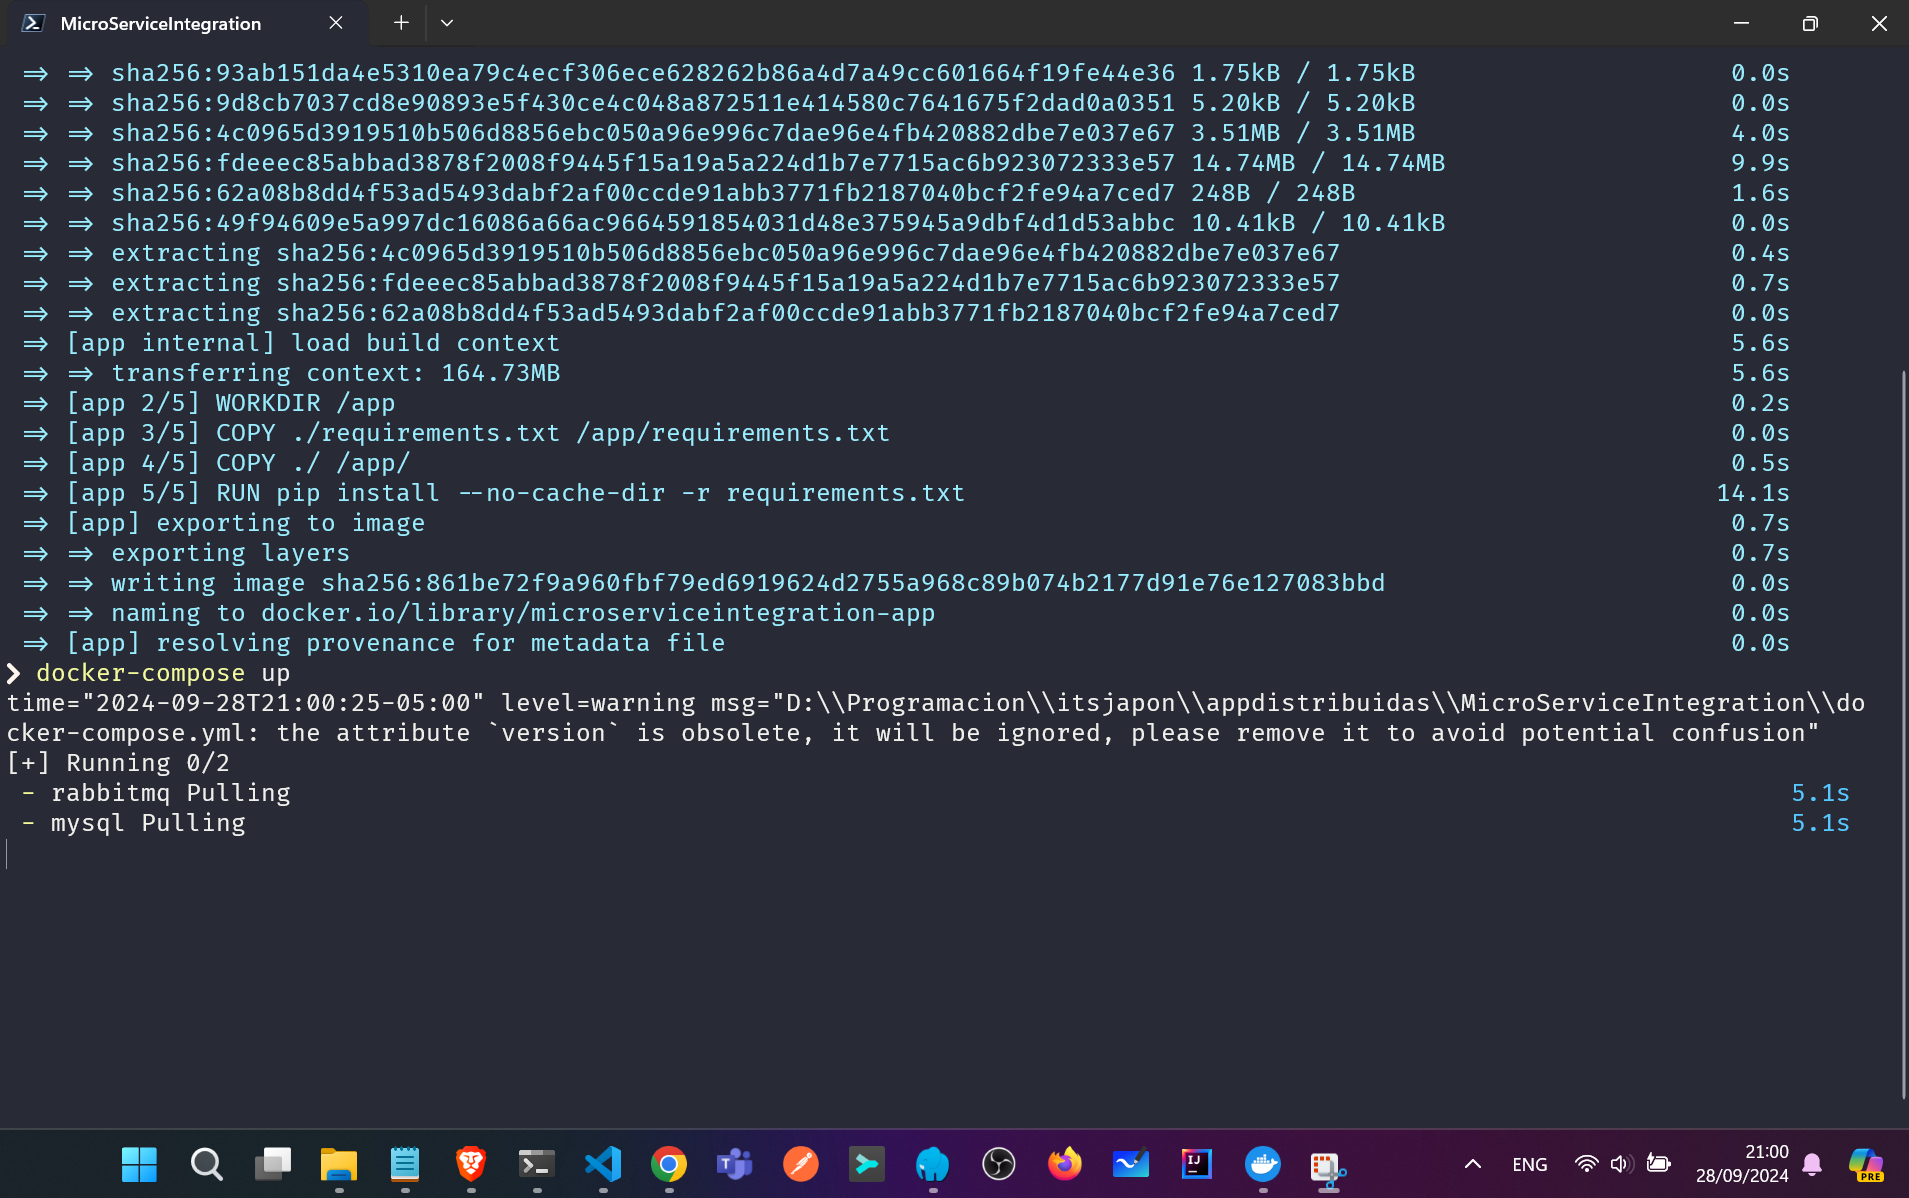 MicroServiceIntegration
=> => sha256:93ab151da4e5310ea79c4ecf306ece628262b86a4d7a49cc601664f19fe44e36 1.75kB / 1.75kB 0.0s
=> => sha256:9d8cb7037cd8e90893e5f430ce4c048a872511e414580c7641675f2dad0a0351 5.20kB / 5.20kB 0.0s
=> => sha256:4c0965d3919510b506d8856ebc050a96e996c7dae96e4fb420882dbe7e037e67 3.51MB / 3.51MB 4.0s
=> => sha256:fdeeec85abbad3878f2008f9445f15a19a5a224d1b7e7715ac6b923072333e57 14.74MB / 14.74MB 9.9s
=> => sha256:62a08b8dd4f53ad5493dabf2af00ccde91abb3771fb2187040bcf2fe94a7ced7 248B / 248B 1.6s
=> => sha256:49f94609e5a997dc16086a66ac9664591854031d48e375945a9dbf4d1d53abbc 10.41kB / 10.41kB 0.0s
=> => extracting sha256:4c0965d3919510b506d8856ebc050a96e996c7dae96e4fb420882dbe7e037e67 0.4s
=> => extracting sha256:fdeeec85abbad3878f2008f9445f15a19a5a224d1b7e7715ac6b923072333e57 0.7s
=> => extracting sha256:62a08b8dd4f53ad5493dabf2af00ccde91abb3771fb2187040bcf2fe94a7ced7 0.0s
=> [app internal] load build context 5.6s
=> => transferring context: 164.73MB 5.6s
=> [app 2/5] WORKDIR /app 0.2s
=> [app 3/5] COPY ./requirements.txt /app/requirements.txt 0.0s
=> [app 4/5] COPY ./ /app/ 0.5s
=> [app 5/5] RUN pip install --no-cache-dir -r requirements.txt 14.1s
=> [app] exporting to image 0.7s
=> => exporting layers 0.7s
=> => writing image sha256:861be72f9a960fbf79ed6919624d2755a968c89b074b2177d91e76e127083bbd 0.0s
=> => naming to docker.io/library/microserviceintegration-app 0.0s
=> [app] resolving provenance for metadata file 0.0s
❯ docker-compose up
time="2024-09-28T21:00:25-05:00" level=warning msg="D:\\Programacion\\itsjapon\\appdistribuidas\\MicroServiceIntegration\\do
cker-compose.yml: the attribute `version` is obsolete, it will be ignored, please remove it to avoid potential confusion"
[+] Running 0/2
- rabbitmq Pulling 5.1s
- mysql Pulling 5.1s
ENG
21:00
28/09/2024
PRE